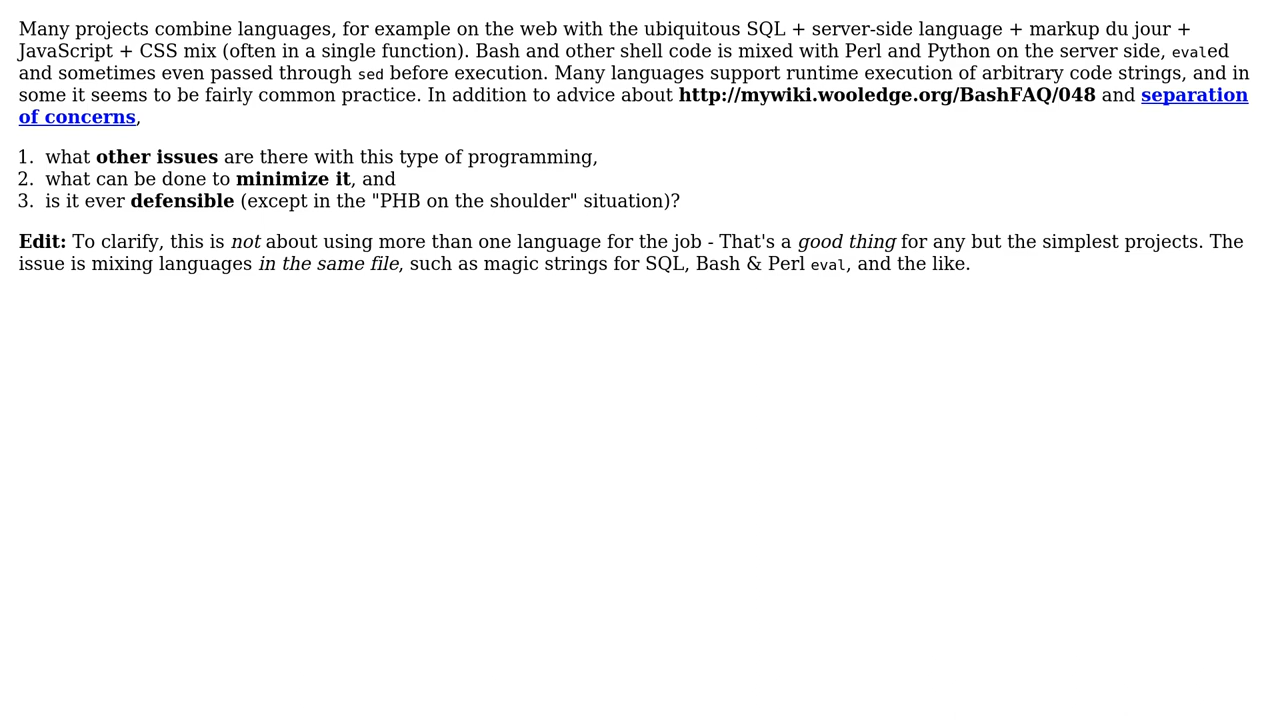 Many projects combine languages, for example on the web with the ubiquitous SQL + server-side language + markup du jour +
JavaScript + CSS mix (often in a single function). Bash and other shell code is mixed with Perl and Python on the server side, evaled
and sometimes even passed through sed before execution. Many languages support runtime execution of arbitrary code strings, and in
some it seems to be fairly common practice. In addition to advice about http://mywiki.wooledge.org/BashFAQ/048 and separation
of concerns,
1. what other issues are there with this type of programming,
2. what can be done to minimize it, and
3. is it ever defensible (except in the "PHB on the shoulder" situation)?
Edit: To clarify, this is not about using more than one language for the job - That's a good thing for any but the simplest projects. The
issue is mixing languages in the same file, such as magic strings for SQL, Bash & Perl eval, and the like.